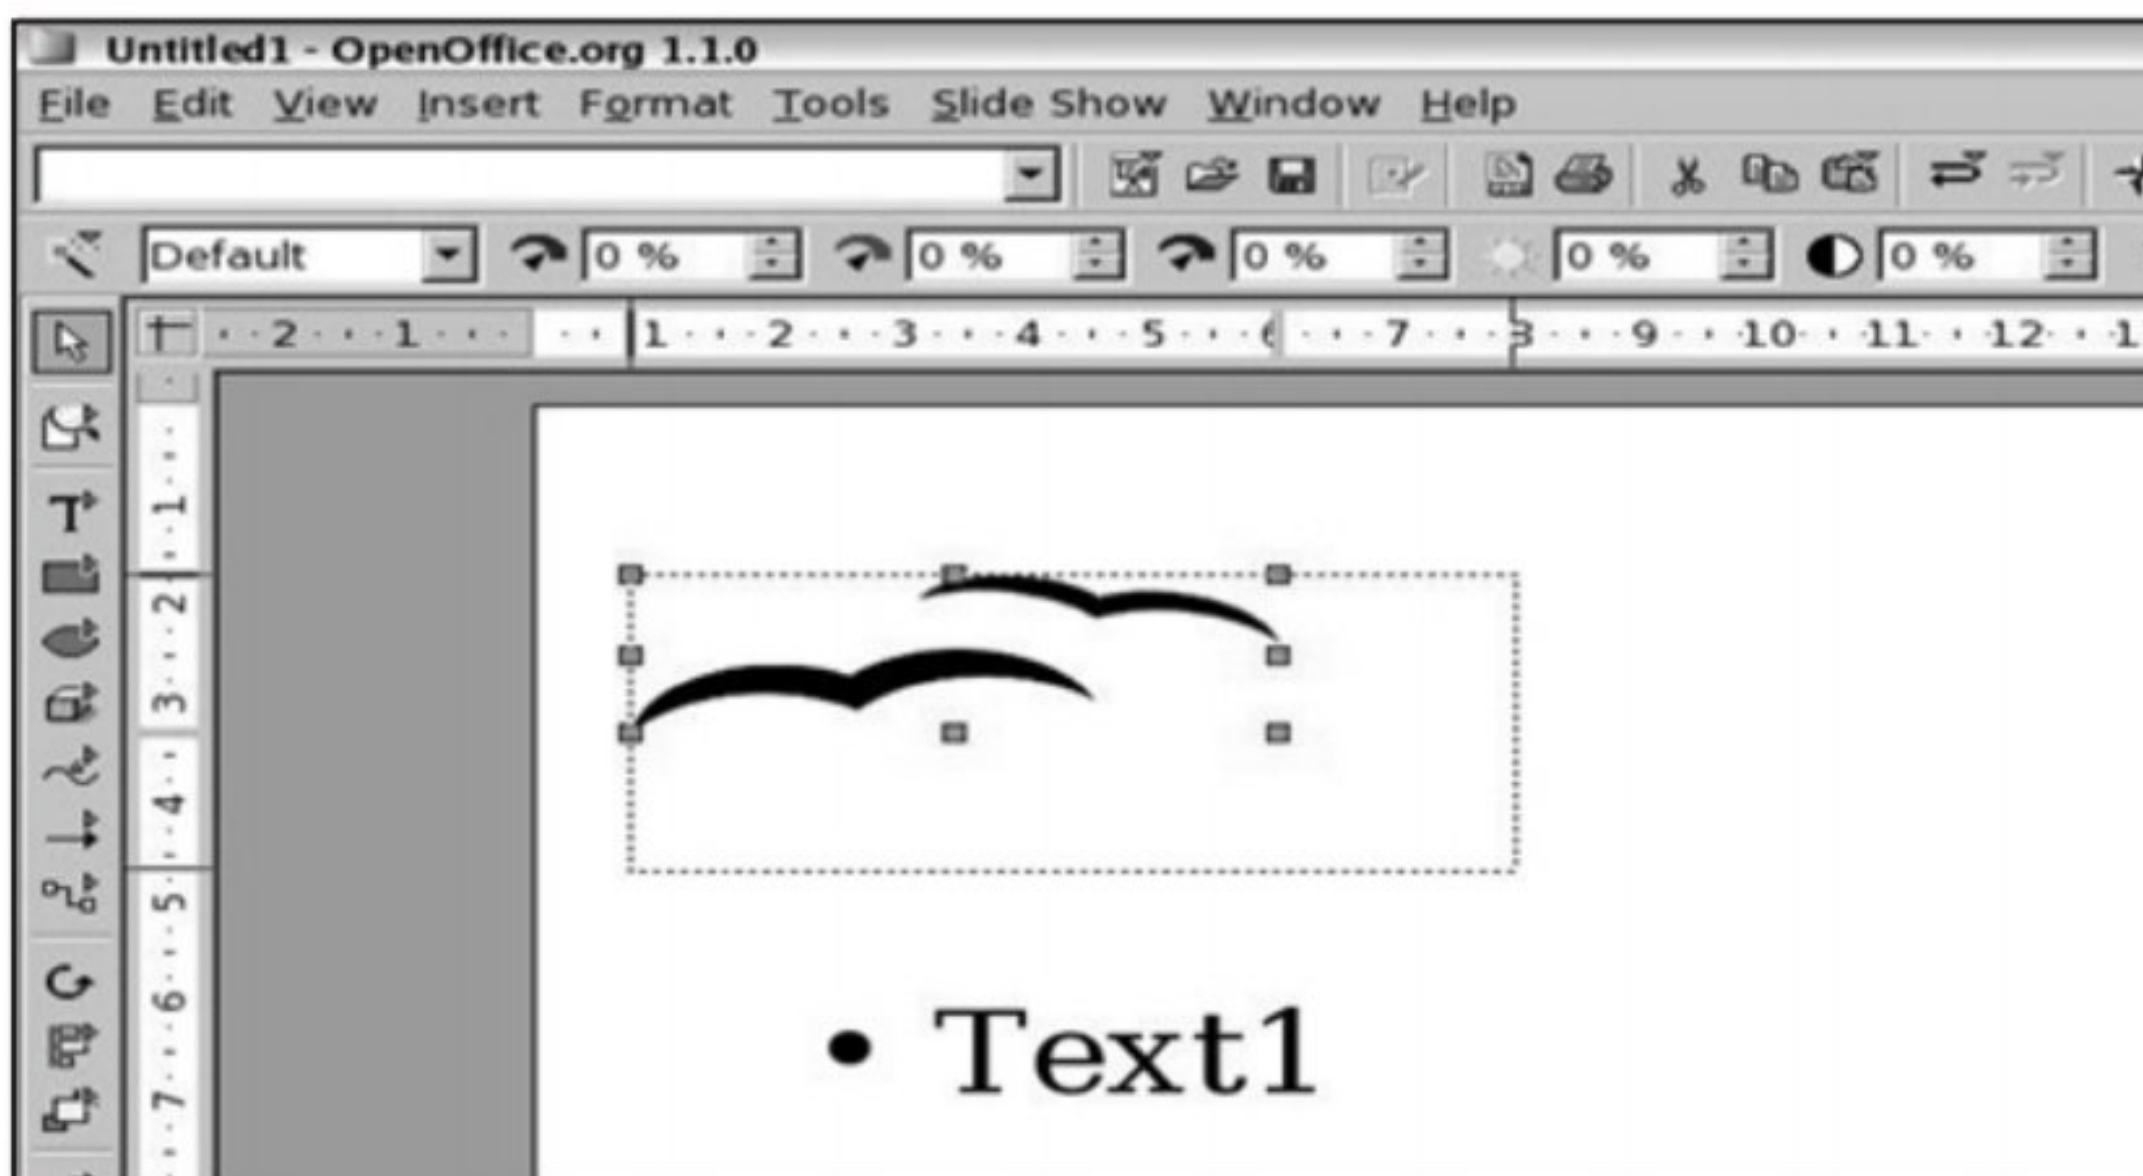 Untitled1 - OpenOffice.org 1.1.0
File Edit View Insert Format Tools Slide Show Window Help
Default 0 % 0 % 0 % 0 % 0 %
2 1 1 2 3 4 5 6 7 8 9 10 11 12
1
2
3
4
5
6
7
• Text1